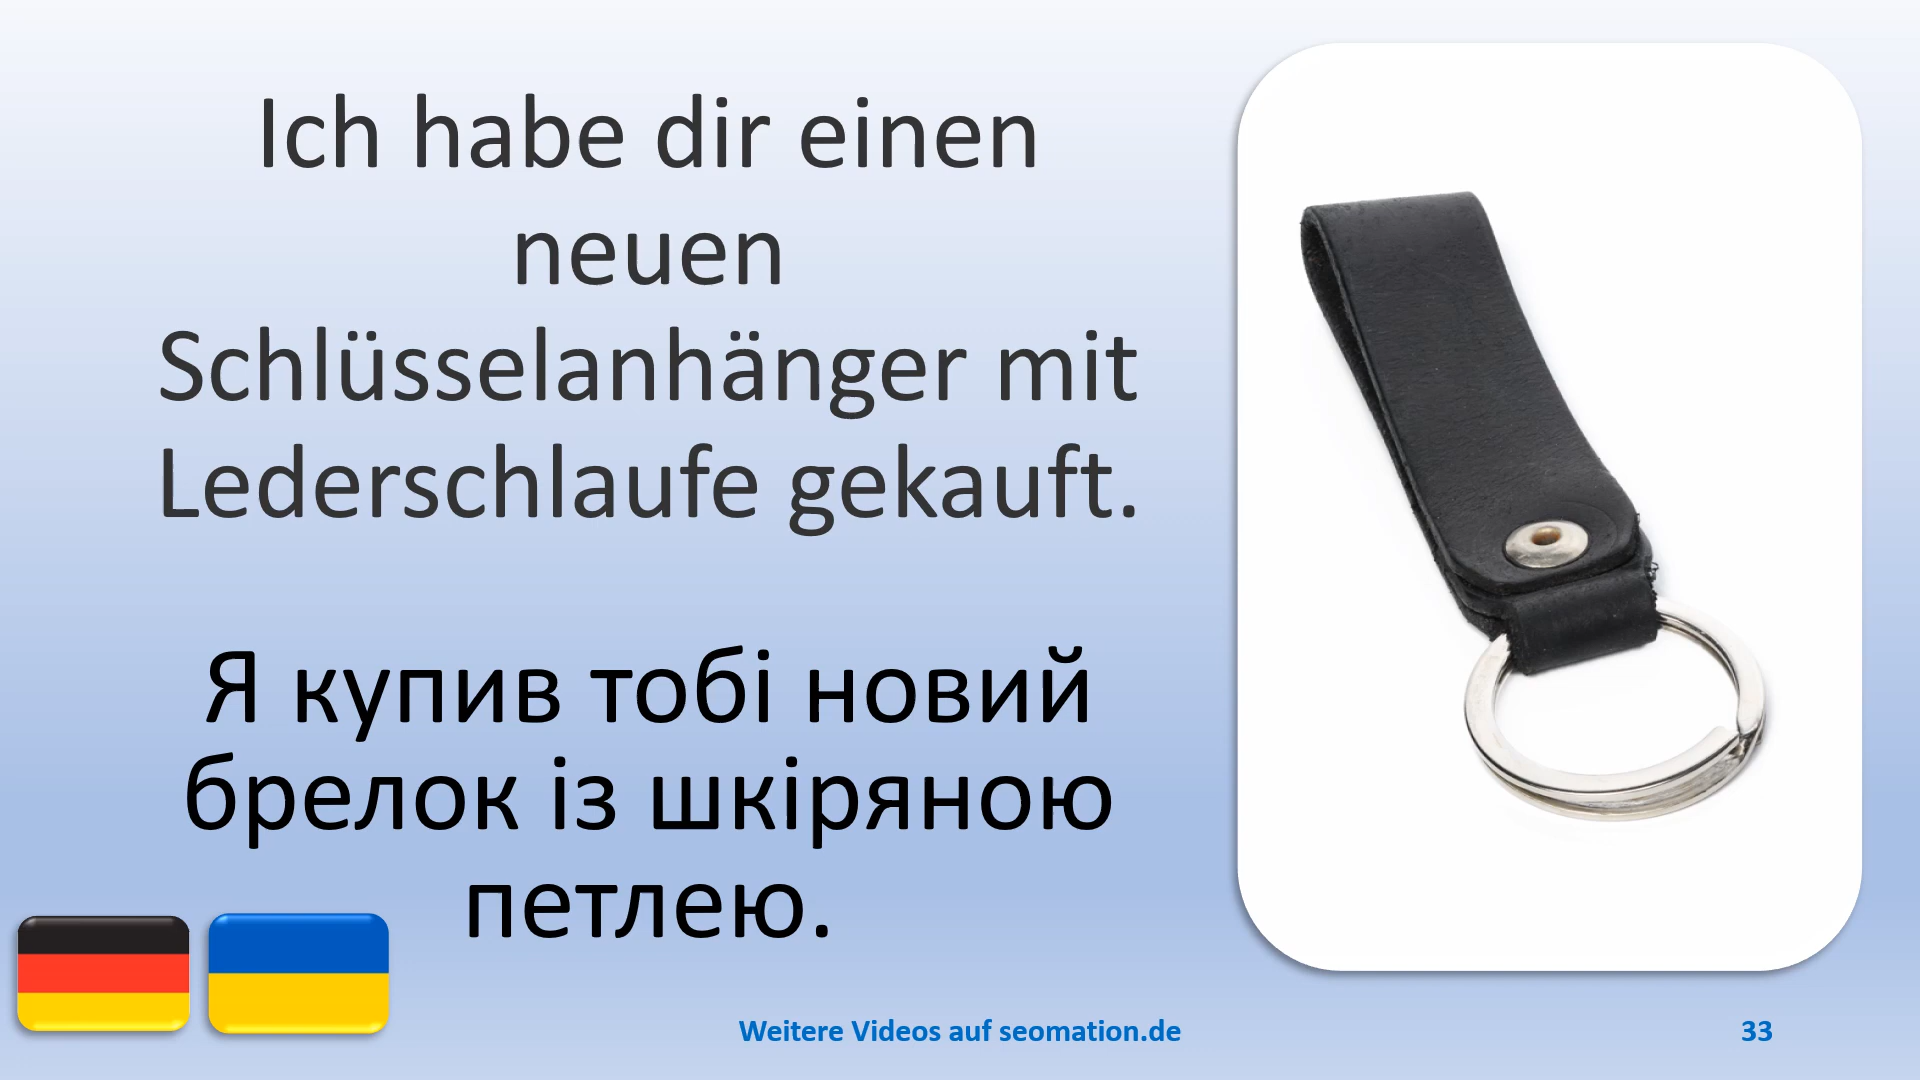 Ich habe dir einen
neuen
Schlüsselanhänger mit
Lederschlaufe gekauft.
Я купив тобі новий
брелок із шкіряною
петлею.
Weitere Videos auf seomation.de
33